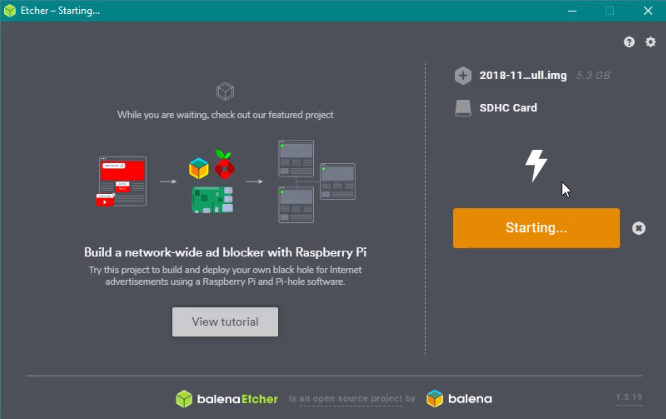 Etcher – Starting...
While you are waiting, check out our featured project
Build a network-wide ad blocker with Raspberry Pi
Try this project to build and deploy your own black hole for Internet
advertisements using a Raspberry Pi and Pi-hole software.
View tutorial
2018-11...ull.img 5.3 GB
SDHC Card
Starting...
balenaEtcher is an open source project by balena
1.5.19